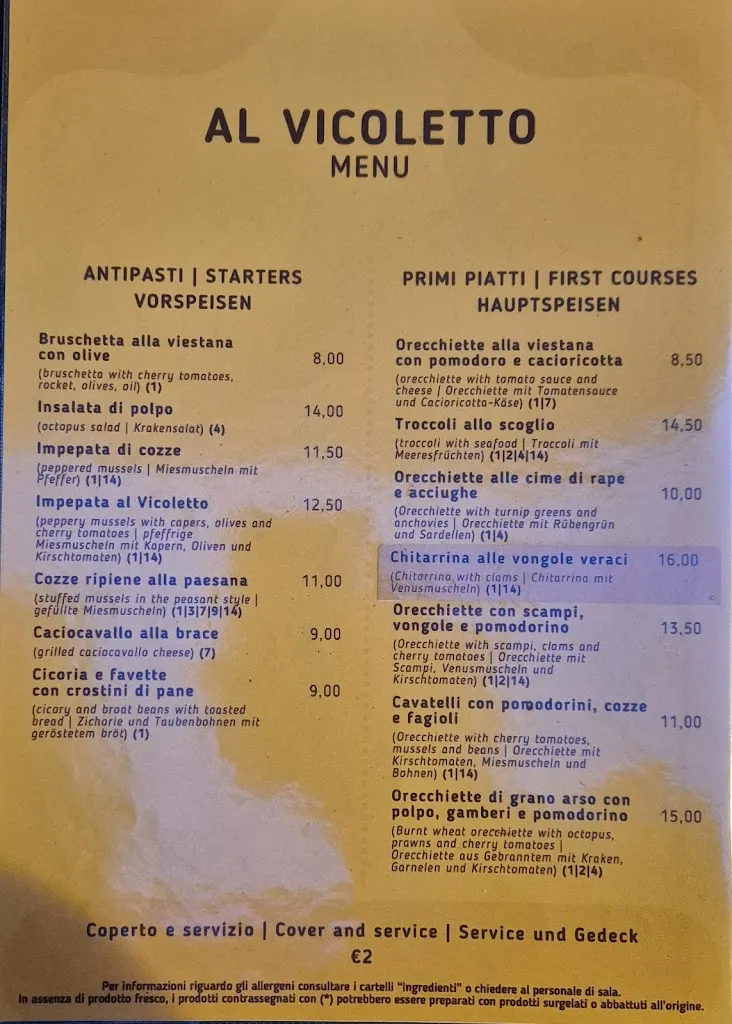 AL VICOLETTO
MENU
ANTIPASTI | STARTERS
VORSPEISEN
Bruschetta alla viestana
con olive 8,00
(bruschetta with cherry tomatoes,
rocket, olives, oil) (1)
Insalata di polpo 14,00
(octopus salad | Krakensalat) (4)
Impepata di cozze 11,50
(peppered mussels | Miesmuscheln mit
Pfeffer) (1|14)
Impepata al Vicoletto 12,50
(peppery mussels with capers, olives and
cherry tomatoes | pfeffrige
Miesmuscheln mit Kapern, Oliven und
Kirschtomaten) (1|14)
Cozze ripiene alla paesana 11,00
(stuffed mussels in the peasant style |
gefüllte Miesmuscheln) (1|3|7|9|14)
Caciocavallo alla brace 9,00
(grilled caciocavallo cheese) (7)
Cicoria e favette
con crostini di pane 9,00
(cicory and broat beans with toasted
bread | Zichorie und Taubenbohnen mit
geröstetem bröt) (1)
PRIMI PIATTI | FIRST COURSES
HAUPTSPEISEN
Orecchiette alla viestana
con pomodoro e cacioricotta 8,50
(orecchiette with tomato sauce and
cheese | Orecchiette mit Tomatensauce
und Cacioricotta-Käse) (1|7)
Troccoli allo scoglio 14,50
(troccoli with seafood | Troccoli mit
Meeresfrüchten) (1|2|4|14)
Orecchiette alle cime di rape
e acciughe 10,00
(Orecchiette with turnip greens and
anchovies | Orecchiette mit Rübengrün
und Sardellen) (1|4)
Chitarrina alle vongole veraci 16,00
(Chitarrina with clams | Chitarrina mit
Venusmuscheln) (1|14)
Orecchiette con scampi,
vongole e pomodorino 13,50
(Orecchiette with scampi, clams and
cherry tomatoes | Orecchiette mit
Scampi, Venusmuscheln und
Kirschtomaten) (1|2|14)
Cavatelli con pomodorini, cozze
e fagioli 11,00
(Orecchiette with cherry tomatoes,
mussels and beans | Orecchiette mit
Kirschtomaten, Miesmuscheln und
Bohnen) (1|14)
Orecchiette di grano arso con
polpo, gamberi e pomodorino 15,00
(Burnt wheat orecchiette with octopus,
prawns and cherry tomatoes |
Orecchiette aus Gebranntem mit Kraken,
Garnelen und Kirschtomaten) (1|2|4)
Coperto e servizio | Cover and service | Service und Gedeck
€2
Per informazioni riguardo gli allergeni consultare i cartelli "Ingredienti" o chiedere al personale di sala.
In assenza di prodotto fresco, i prodotti contrassegnati con (*) potrebbero essere preparati con prodotti surgelati o abbattuti all'origine.